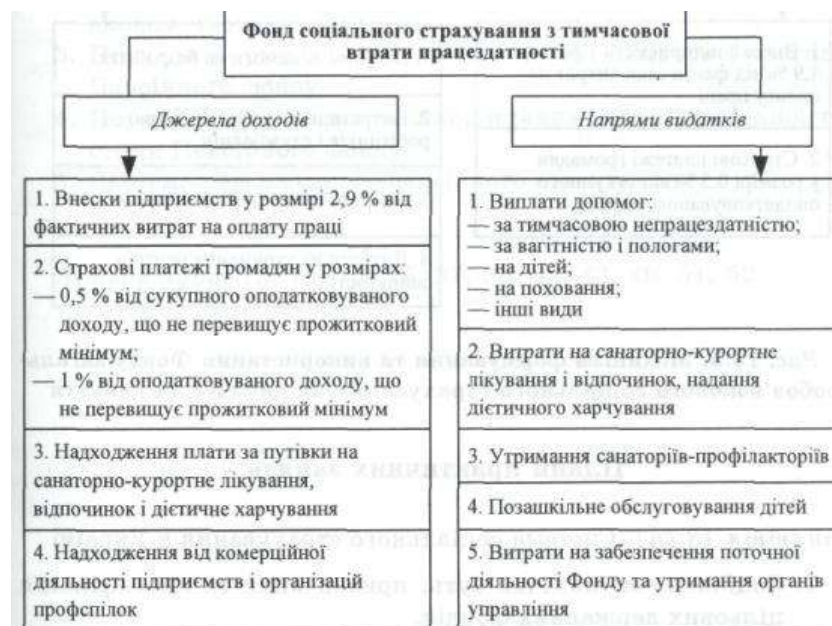 Фонд соціального страхування з тимчасової
втрати працездатності
Джерела доходів
1. Внески підприємств у розмірі 2,9 % від
фактичних витрат на оплату праці
2. Страхові платежі громадян у розмірах:
— 0,5 % від сукупного оподатковуваного
доходу, що не перевищує прожитковий
мінімум;
— 1 % від оподатковуваного доходу, що
не перевищує прожитковий мінімум
3. Надходження плати за путівки на
санаторно-курортне лікування,
відпочинок і дієтичне харчування
4. Надходження від комерційної
діяльності підприємств і організацій
профспілок
Напрями видатків
1. Виплати допомог:
— за тимчасовою непрацездатністю;
— за вагітністю і пологами;
— на дітей;
— на поховання;
— інші види
2. Витрати на санаторно-курортне
лікування і відпочинок, надання
дієтичного харчування
3. Утримання санаторіїв-профілакторіїв
4. Позашкільне обслуговування дітей
5. Витрати на забезпечення поточної
діяльності Фонду та утримання органів
управління